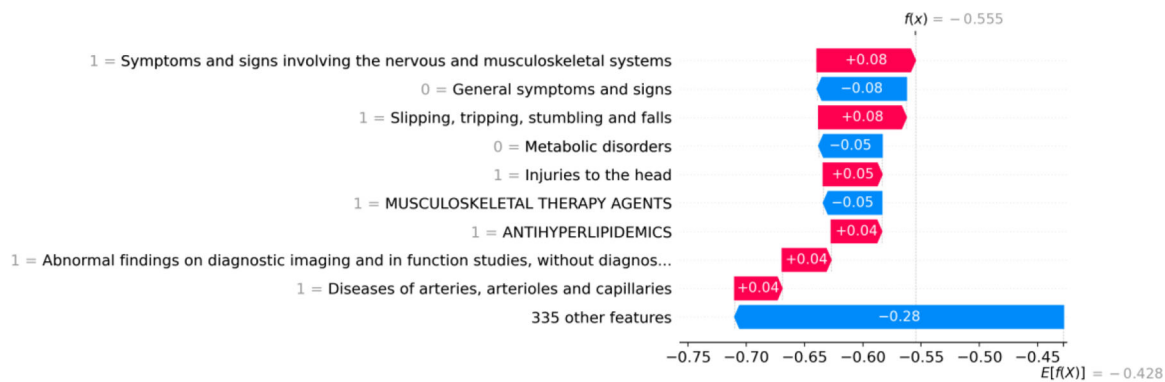 f(x) = −0.555
1 = Symptoms and signs involving the nervous and musculoskeletal systems +0.08
0 = General symptoms and signs −0.08
1 = Slipping, tripping, stumbling and falls +0.08
0 = Metabolic disorders −0.05
1 = Injuries to the head +0.05
1 = MUSCULOSKELETAL THERAPY AGENTS −0.05
1 = ANTIHYPERLIPIDEMICS +0.04
1 = Abnormal findings on diagnostic imaging and in function studies, without diagnos... +0.04
1 = Diseases of arteries, arterioles and capillaries +0.04
335 other features −0.28
−0.75 −0.70 −0.65 −0.60 −0.55 −0.50 −0.45
E[f(X)] = −0.428